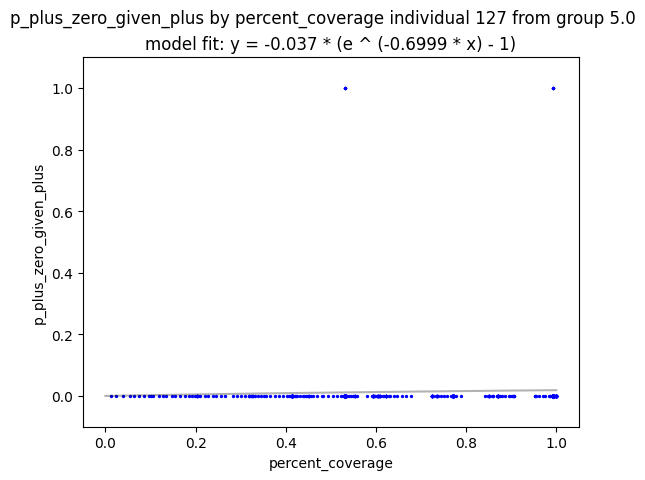 p_plus_zero_given_plus by percent_coverage individual 127 from group 5.0
model fit: y = -0.037 * (e ^ (-0.6999 * x) - 1)
1.0
0.8
0.6
0.4
0.2
0.0
p_plus_zero_given_plus
0.0 0.2 0.4 0.6 0.8 1.0
percent_coverage